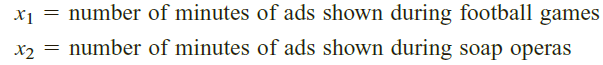 x₁ = number of minutes of ads shown during football games
x₂ = number of minutes of ads shown during soap operas